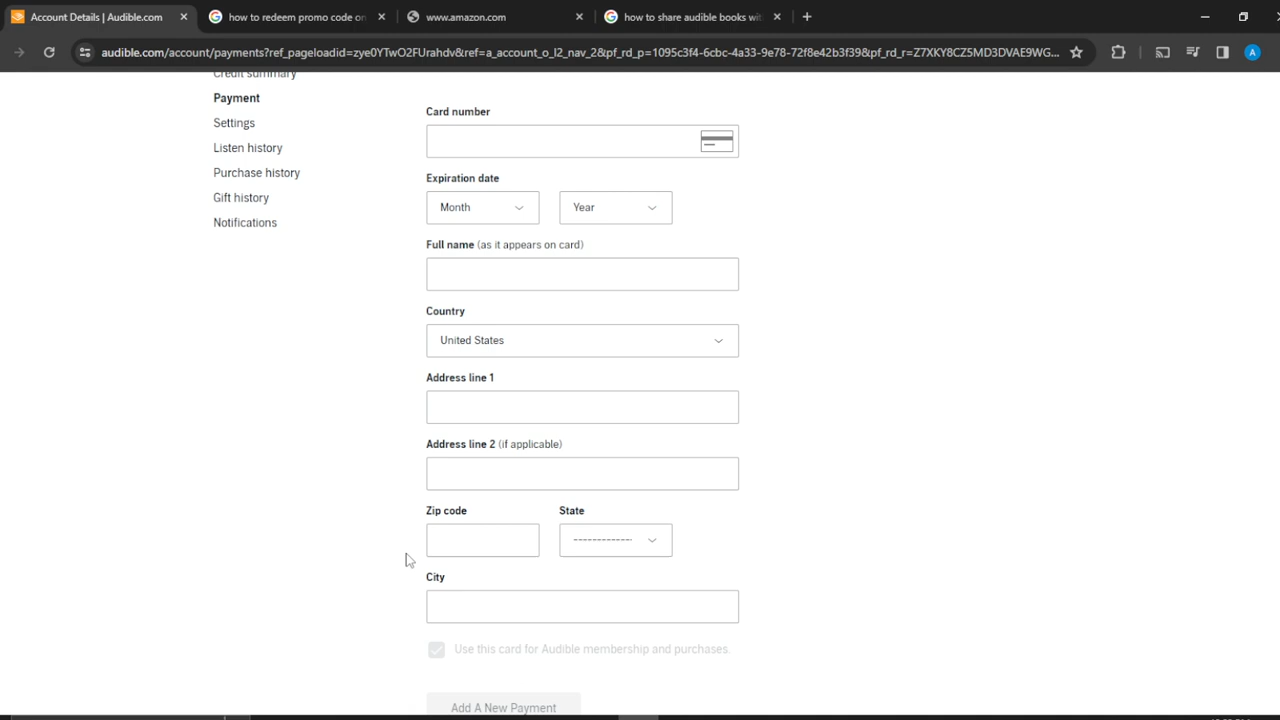 Account Details | Audible.com
how to redeem promo code on
www.amazon.com
how to share audible books wit
audible.com/account/payments?ref_pageloadid=zye0YTwO2FUrahdv&ref=a_account_o_l2_nav_2&pf_rd_p=1095c3f4-6cbc-4a33-9e78-72f8e42b3f39&pf_rd_r=Z7XKY8CZ5MD3DVAE9WG...
A
Credit summary
Payment
Settings
Listen history
Purchase history
Gift history
Notifications
Card number
Expiration date
Month Year
Full name (as it appears on card)
Country
United States
Address line 1
Address line 2 (if applicable)
Zip code State
------------
City
Use this card for Audible membership and purchases.
Add A New Payment